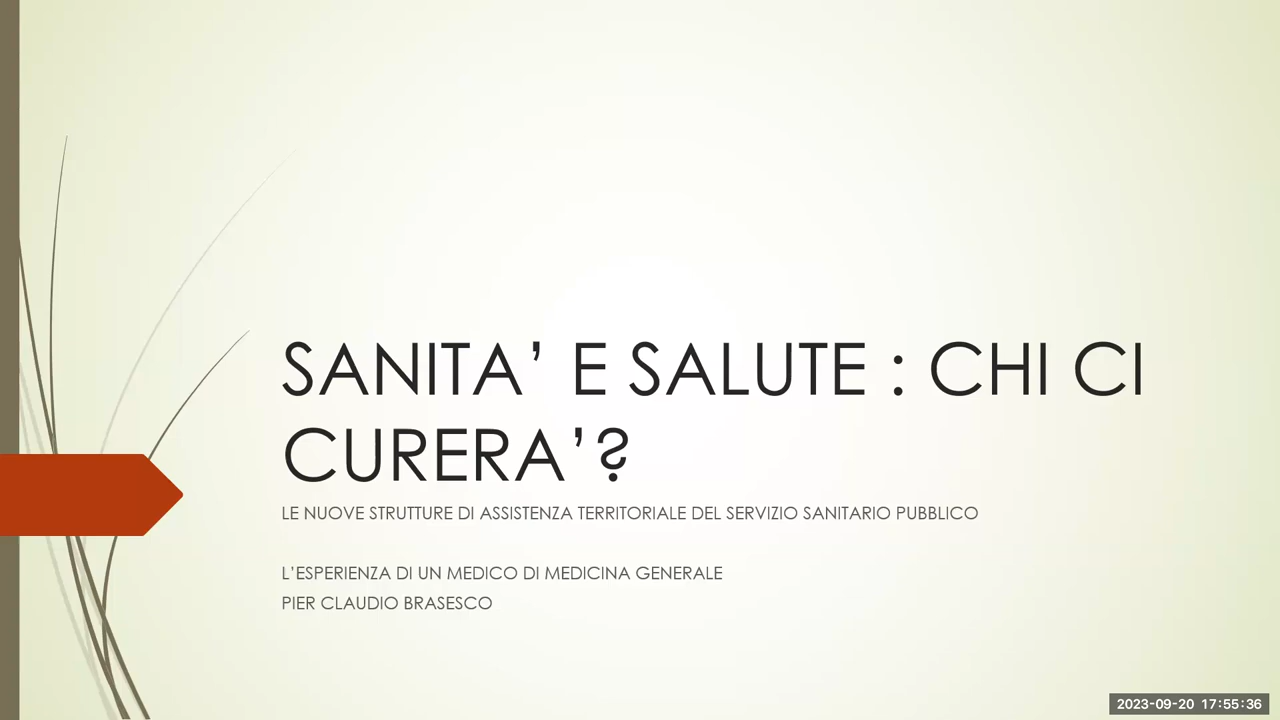 SANITA’ E SALUTE : CHI CI
CURERA’?
LE NUOVE STRUTTURE DI ASSISTENZA TERRITORIALE DEL SERVIZIO SANITARIO PUBBLICO
L’ESPERIENZA DI UN MEDICO DI MEDICINA GENERALE
PIER CLAUDIO BRASESCO
2023-09-20 17:55:36